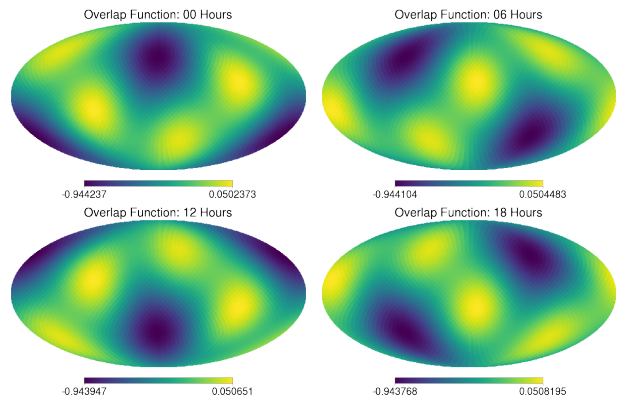 Overlap Function: 00 Hours
Overlap Function: 06 Hours
-0.944237 0.0502373
-0.944104 0.0504483
Overlap Function: 12 Hours
Overlap Function: 18 Hours
-0.943947 0.050651
-0.943768 0.0508195